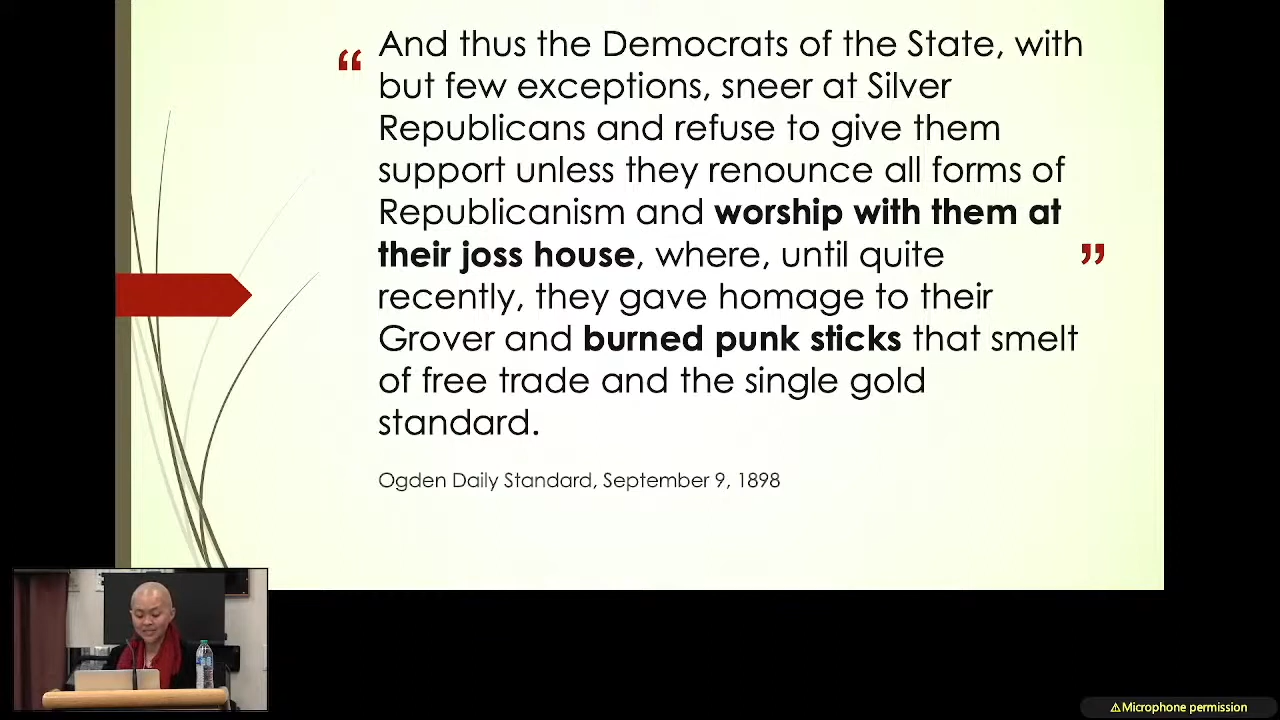 “ And thus the Democrats of the State, with
but few exceptions, sneer at Silver
Republicans and refuse to give them
support unless they renounce all forms of
Republicanism and worship with them at
their joss house, where, until quite
recently, they gave homage to their
Grover and burned punk sticks that smelt
of free trade and the single gold
standard. ”
Ogden Daily Standard, September 9, 1898
⚠Microphone permission